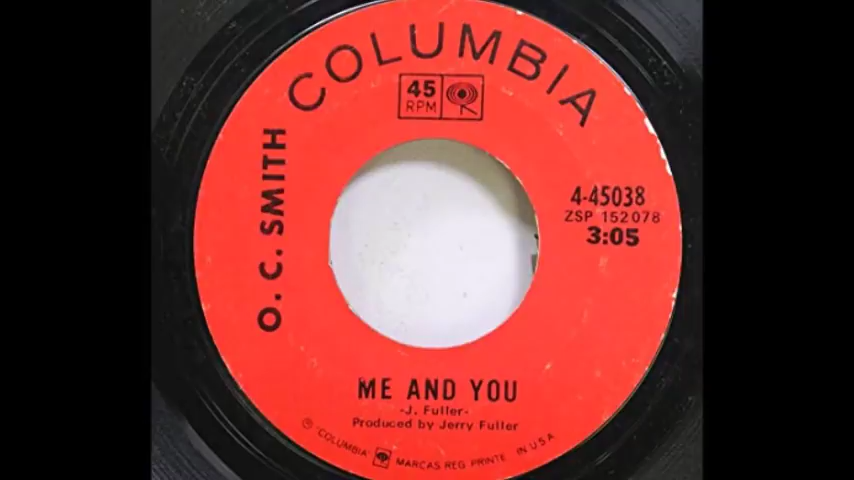 COLUMBIA
45
RPM
O. C. SMITH
4-45038
ZSP 152078
3:05
ME AND YOU
-J. Fuller-
Produced by Jerry Fuller
℗ "COLUMBIA" MARCAS REG. PRINTED IN U.S.A